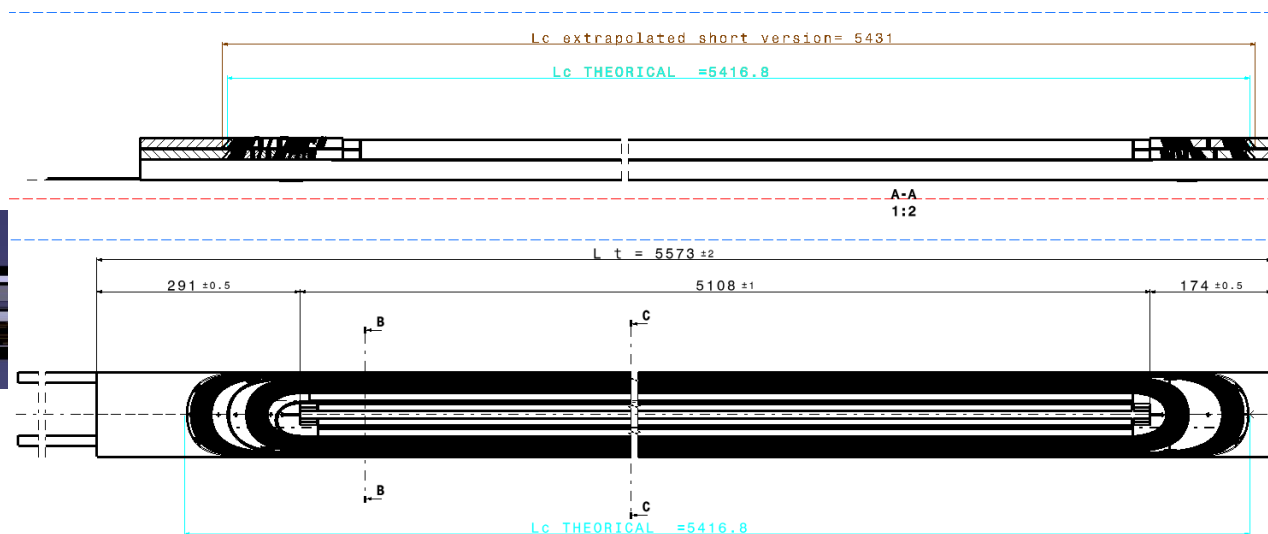 Lc extrapolated short version= 5431
Lc THEORICAL =5416.8
A-A
1:2
L t = 5573 ±2
291 ±0.5
5108 ±1
174 ±0.5
B
C
B
C
Lc THEORICAL =5416.8